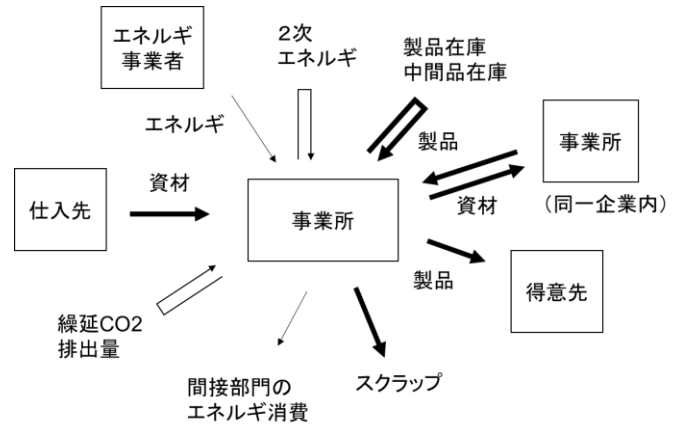 エネルギ
事業者
2次
エネルギ
製品在庫
中間品在庫
エネルギ
製品
事業所
資材
仕入先
事業所
資材
(同一企業内)
製品
得意先
繰延CO2
排出量
間接部門の
エネルギ消費
スクラップ